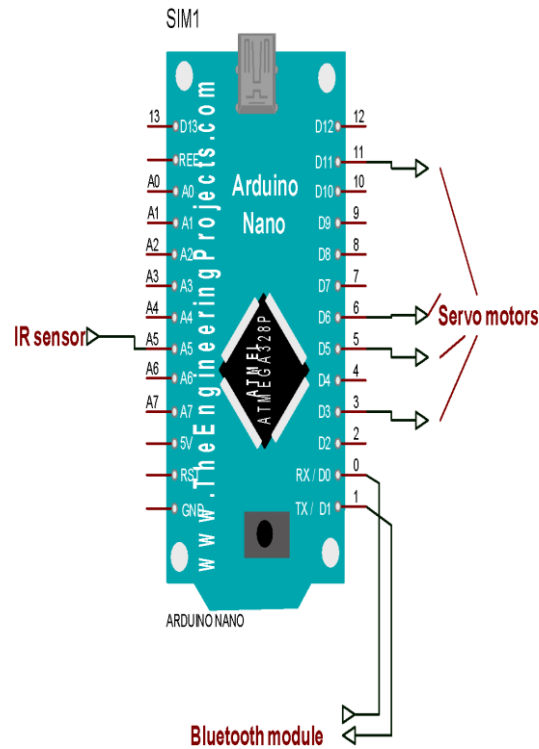 SIM1
13
D13
REF
A0
A0
A1
A1
A2
A2
A3
A3
A4
A4
IR sensor
A5
A5
A6
A6
A7
A7
5V
RST
GND
www.TheEngineeringProjects.com
Arduino
Nano
ATMEL
ATMEGA328P
D12
12
D11
11
D10
10
D9
9
D8
8
D7
7
D6
6
D5
5
D4
4
D3
3
D2
2
RX / D0
0
TX / D1
1
Servo motors
ARDUINO NANO
Bluetooth module